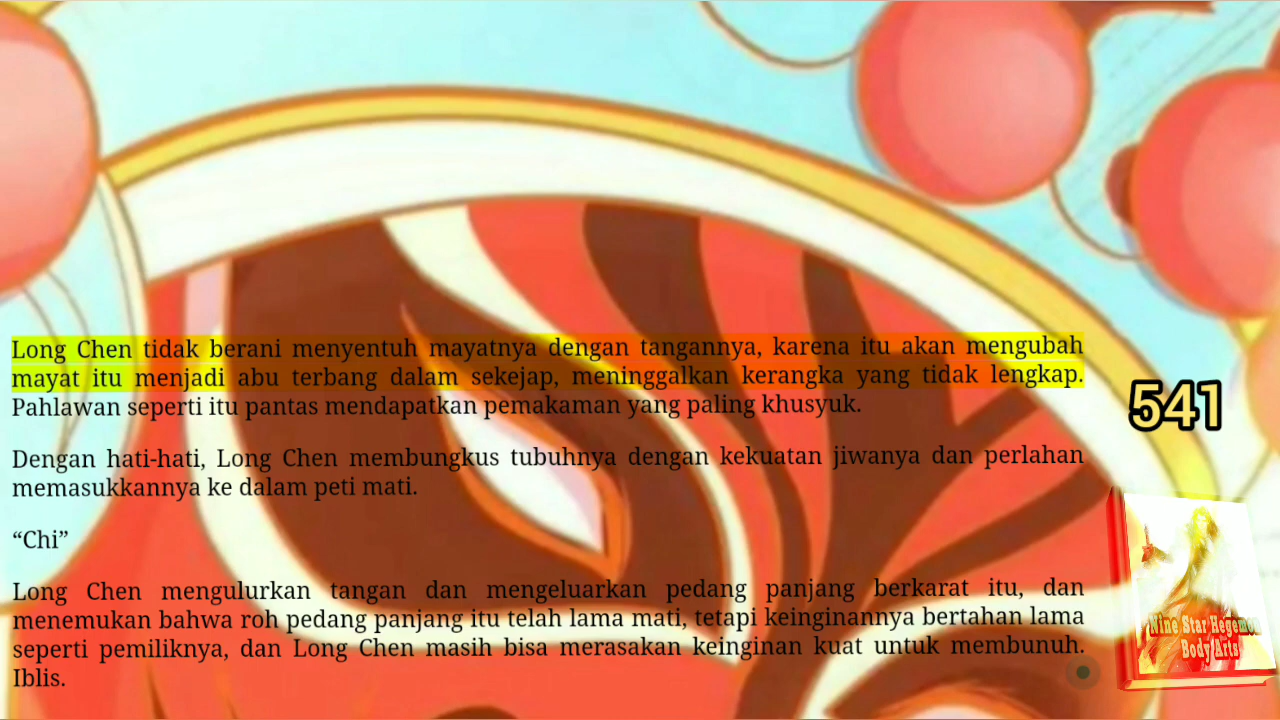 Long Chen tidak berani menyentuh mayatnya dengan tangannya, karena itu akan mengubah
mayat itu menjadi abu terbang dalam sekejap, meninggalkan kerangka yang tidak lengkap.
Pahlawan seperti itu pantas mendapatkan pemakaman yang paling khusyuk.
541
Dengan hati-hati, Long Chen membungkus tubuhnya dengan kekuatan jiwanya dan perlahan
memasukkannya ke dalam peti mati.
“Chi”
Long Chen mengulurkan tangan dan mengeluarkan pedang panjang berkarat itu, dan
menemukan bahwa roh pedang panjang itu telah lama mati, tetapi keinginannya bertahan lama
seperti pemiliknya, dan Long Chen masih bisa merasakan keinginan kuat untuk membunuh.
Iblis.
Nine Star Hegemon
Body Arts